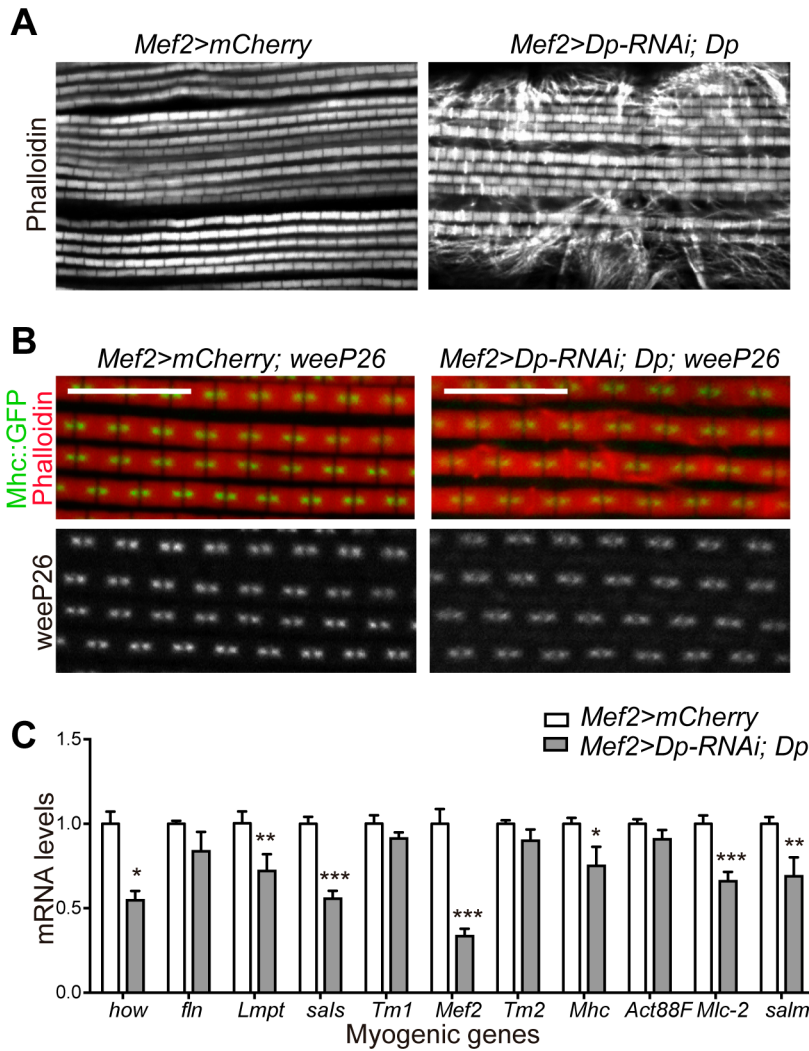 A
Mef2>mCherry
Mef2>Dp-RNAi; Dp
Phalloidin
B
Mef2>mCherry; weeP26
Mef2>Dp-RNAi; Dp; weeP26
Mhc::GFP
Phalloidin
weeP26
C
Mef2>mCherry
Mef2>Dp-RNAi; Dp
mRNA levels
1.5
1.0
0.5
0.0
* ** *** *** * *** **
how fln Lmpt sals Tm1 Mef2 Tm2 Mhc Act88F Mlc-2 salm
Myogenic genes